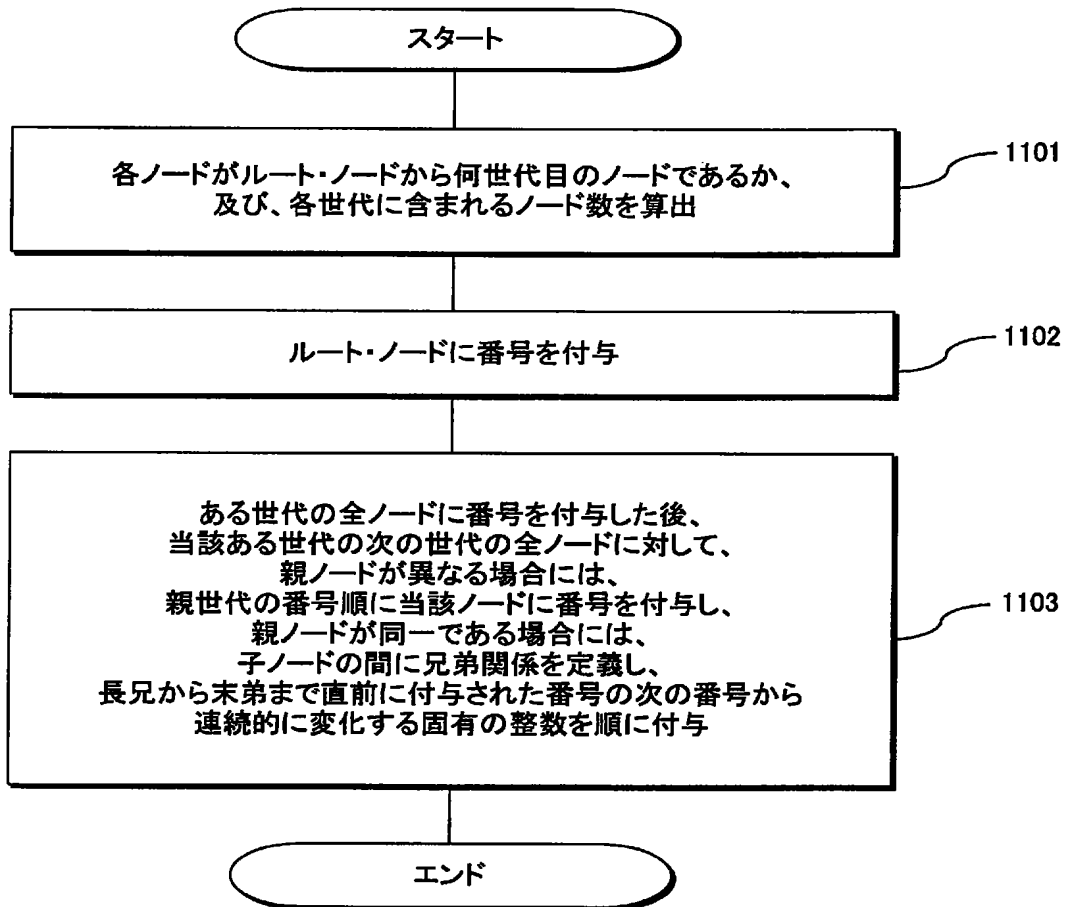 スタート
各ノードがルート・ノードから何世代目のノードであるか、
及び、各世代に含まれるノード数を算出
1101
ルート・ノードに番号を付与
1102
ある世代の全ノードに番号を付与した後、
当該ある世代の次の世代の全ノードに対して、
親ノードが異なる場合には、
親世代の番号順に当該ノードに番号を付与し、
親ノードが同一である場合には、
子ノードの間に兄弟関係を定義し、
長兄から末弟まで直前に付与された番号の次の番号から
連続的に変化する固有の整数を順に付与
1103
エンド